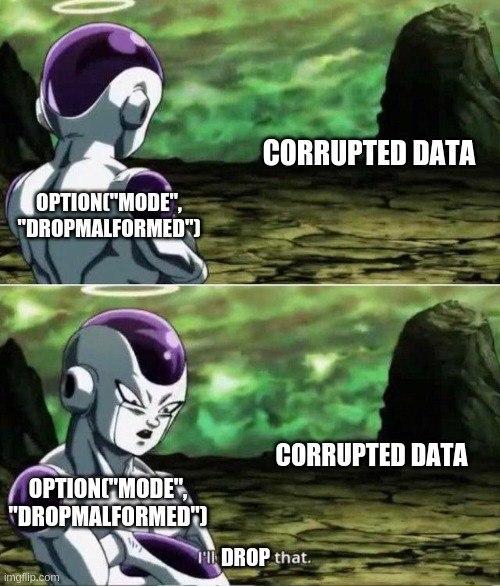 CORRUPTED DATA
OPTION("MODE",
"DROPMALFORMED")
CORRUPTED DATA
OPTION("MODE",
"DROPMALFORMED")
I'll DROP that.
imgflip.com